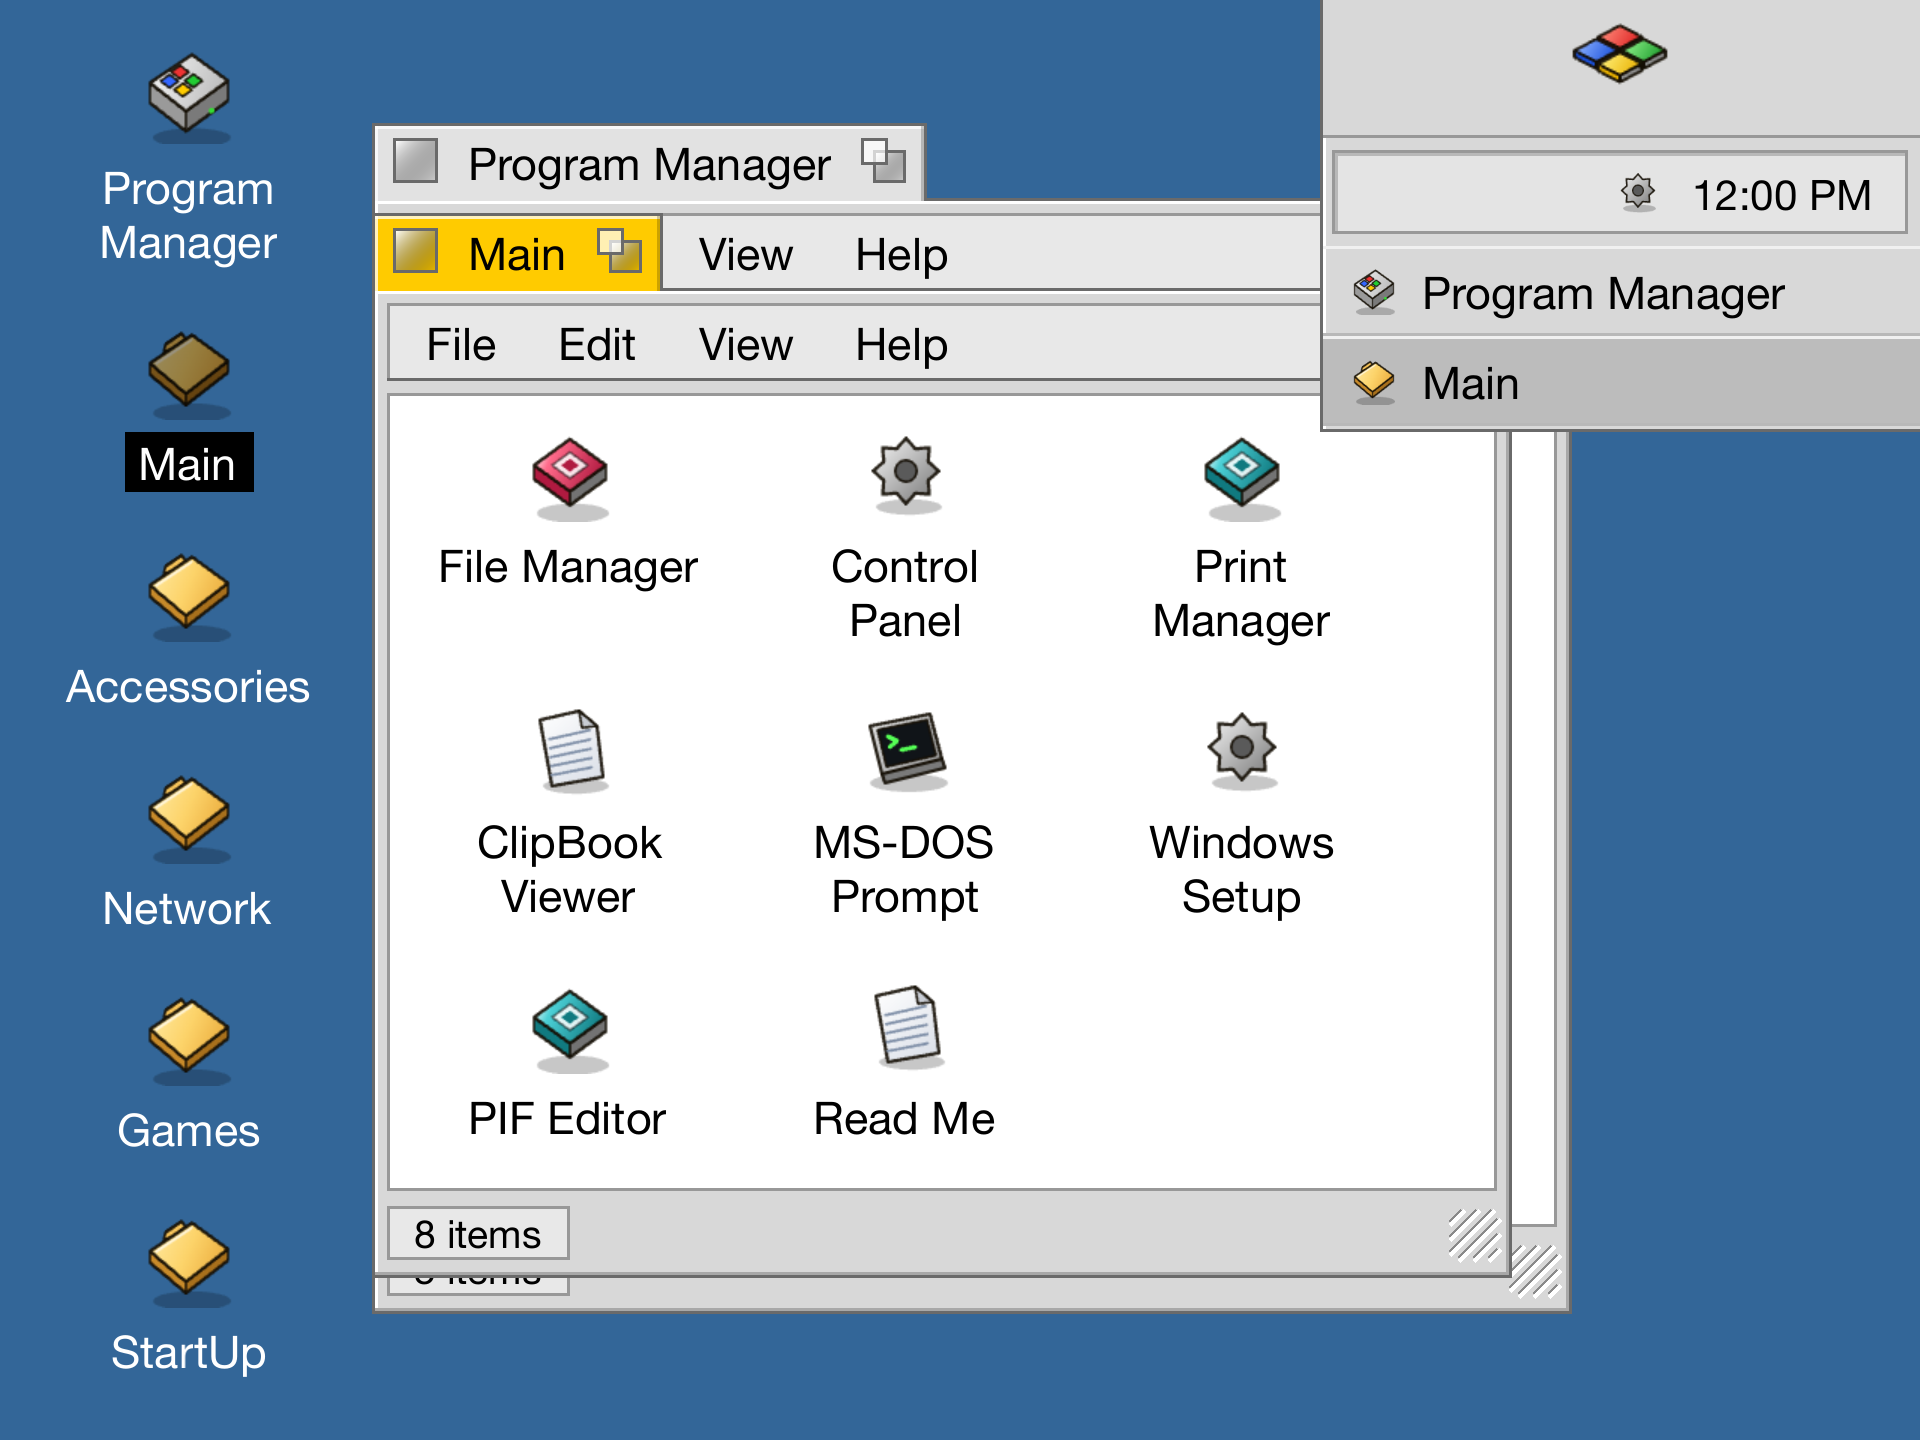 Program
Manager
Main
Accessories
Network
Games
StartUp
Program Manager
Main
View Help
File Edit View Help
File Manager
Control
Panel
Print
Manager
ClipBook
Viewer
MS-DOS
Prompt
Windows
Setup
PIF Editor
Read Me
8 items
items
12:00 PM
Program Manager
Main